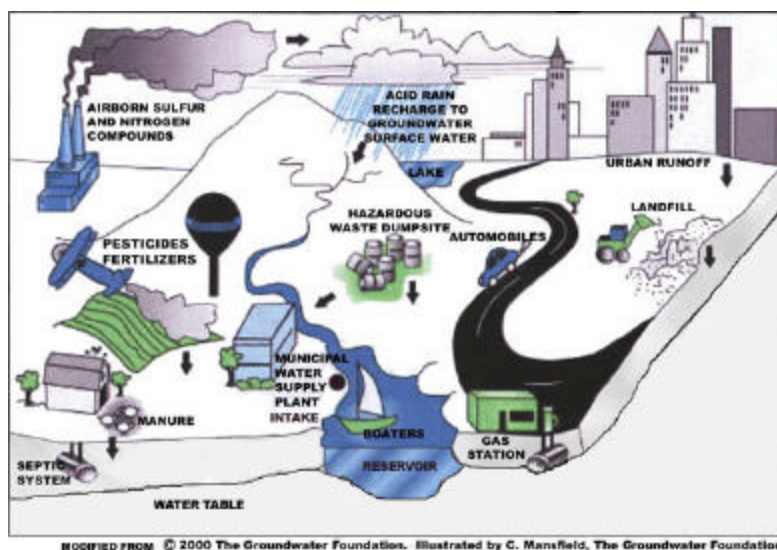 AIRBORN SULFUR
AND NITROGEN
COMPOUNDS
ACID RAIN
RECHARGE TO
GROUNDWATER
SURFACE WATER
LAKE
URBAN RUNOFF
LANDFILL
HAZARDOUS
WASTE DUMPSITE
AUTOMOBILES
PESTICIDES
FERTILIZERS
MUNICIPAL
WATER
SUPPLY
PLANT
INTAKE
MANURE
BOATERS
GAS
STATION
SEPTIC
SYSTEM
RESERVOIR
WATER TABLE
MODIFIED FROM © 2000 The Groundwater Foundation. Illustrated by C. Mansfield, The Groundwater Foundation